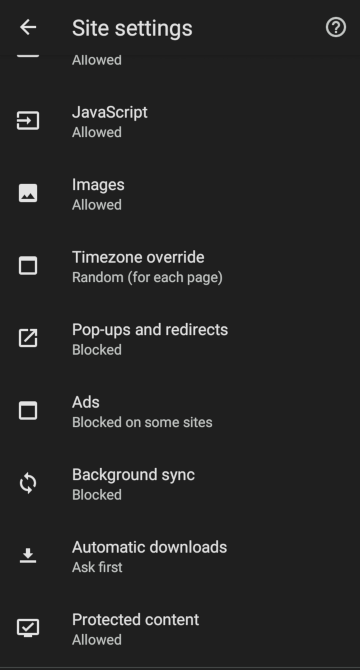 Site settings
Allowed
JavaScript
Allowed
Images
Allowed
Timezone override
Random (for each page)
Pop-ups and redirects
Blocked
Ads
Blocked on some sites
Background sync
Blocked
Automatic downloads
Ask first
Protected content
Allowed